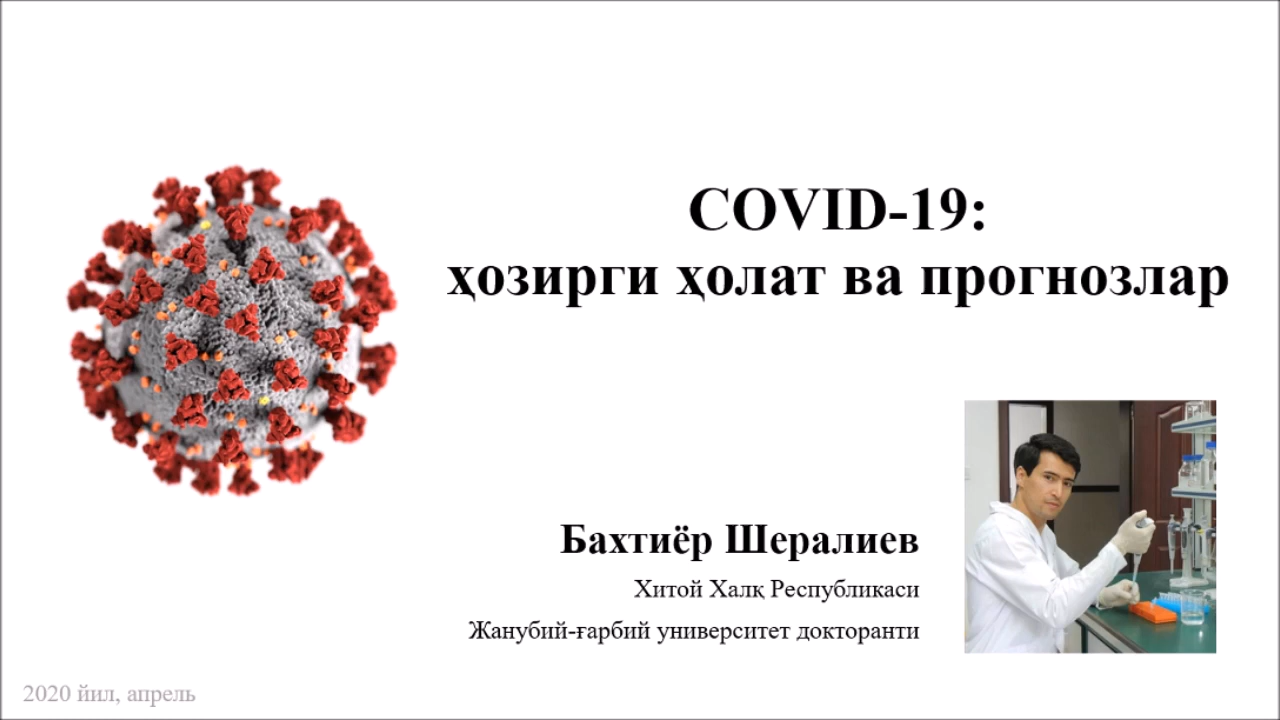 COVID-19:
ҳозирги ҳолат ва прогнозлар
Бахтиёр Шералиев
Хитой Халқ Республикаси
Жанубий-ғарбий университет докторанти
2020 йил, апрель